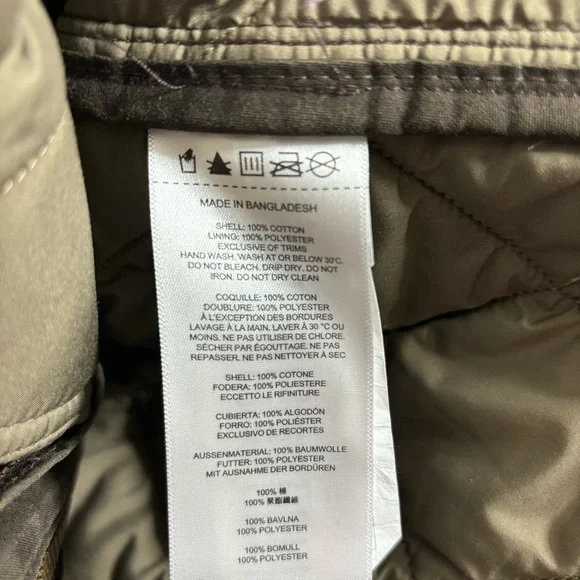 MADE IN BANGLADESH
SHELL: 100% COTTON
LINING: 100% POLYESTER
EXCLUSIVE OF TRIMS
HAND WASH. WASH AT OR BELOW 30°C.
DO NOT BLEACH. DRIP DRY. DO NOT
IRON. DO NOT DRY CLEAN
COQUILLE: 100% COTON
DOUBLURE: 100% POLYESTER
À L'EXCEPTION DES BORDURES
LAVAGE À LA MAIN. LAVER À 30 °C OU
MOINS. NE PAS UTILISER DE CHLORE.
SÉCHER PAR ÉGOUTTAGE. NE PAS
REPASSER. NE PAS NETTOYER À SEC
SHELL: 100% COTONE
FODERA: 100% POLIESTERE
ECCETTO LE RIFINITURE
CUBIERTA: 100% ALGODÓN
FORRO: 100% POLIÉSTER
EXCLUSIVO DE RECORTES
AUSSENMATERIAL: 100% BAUMWOLLE
FUTTER: 100% POLYESTER
MIT AUSNAHME DER BORDÜREN
100% 棉
100% 聚酯纖維
100% BAVLNA
100% POLYESTER
100% BOMULL
100% POLYESTER